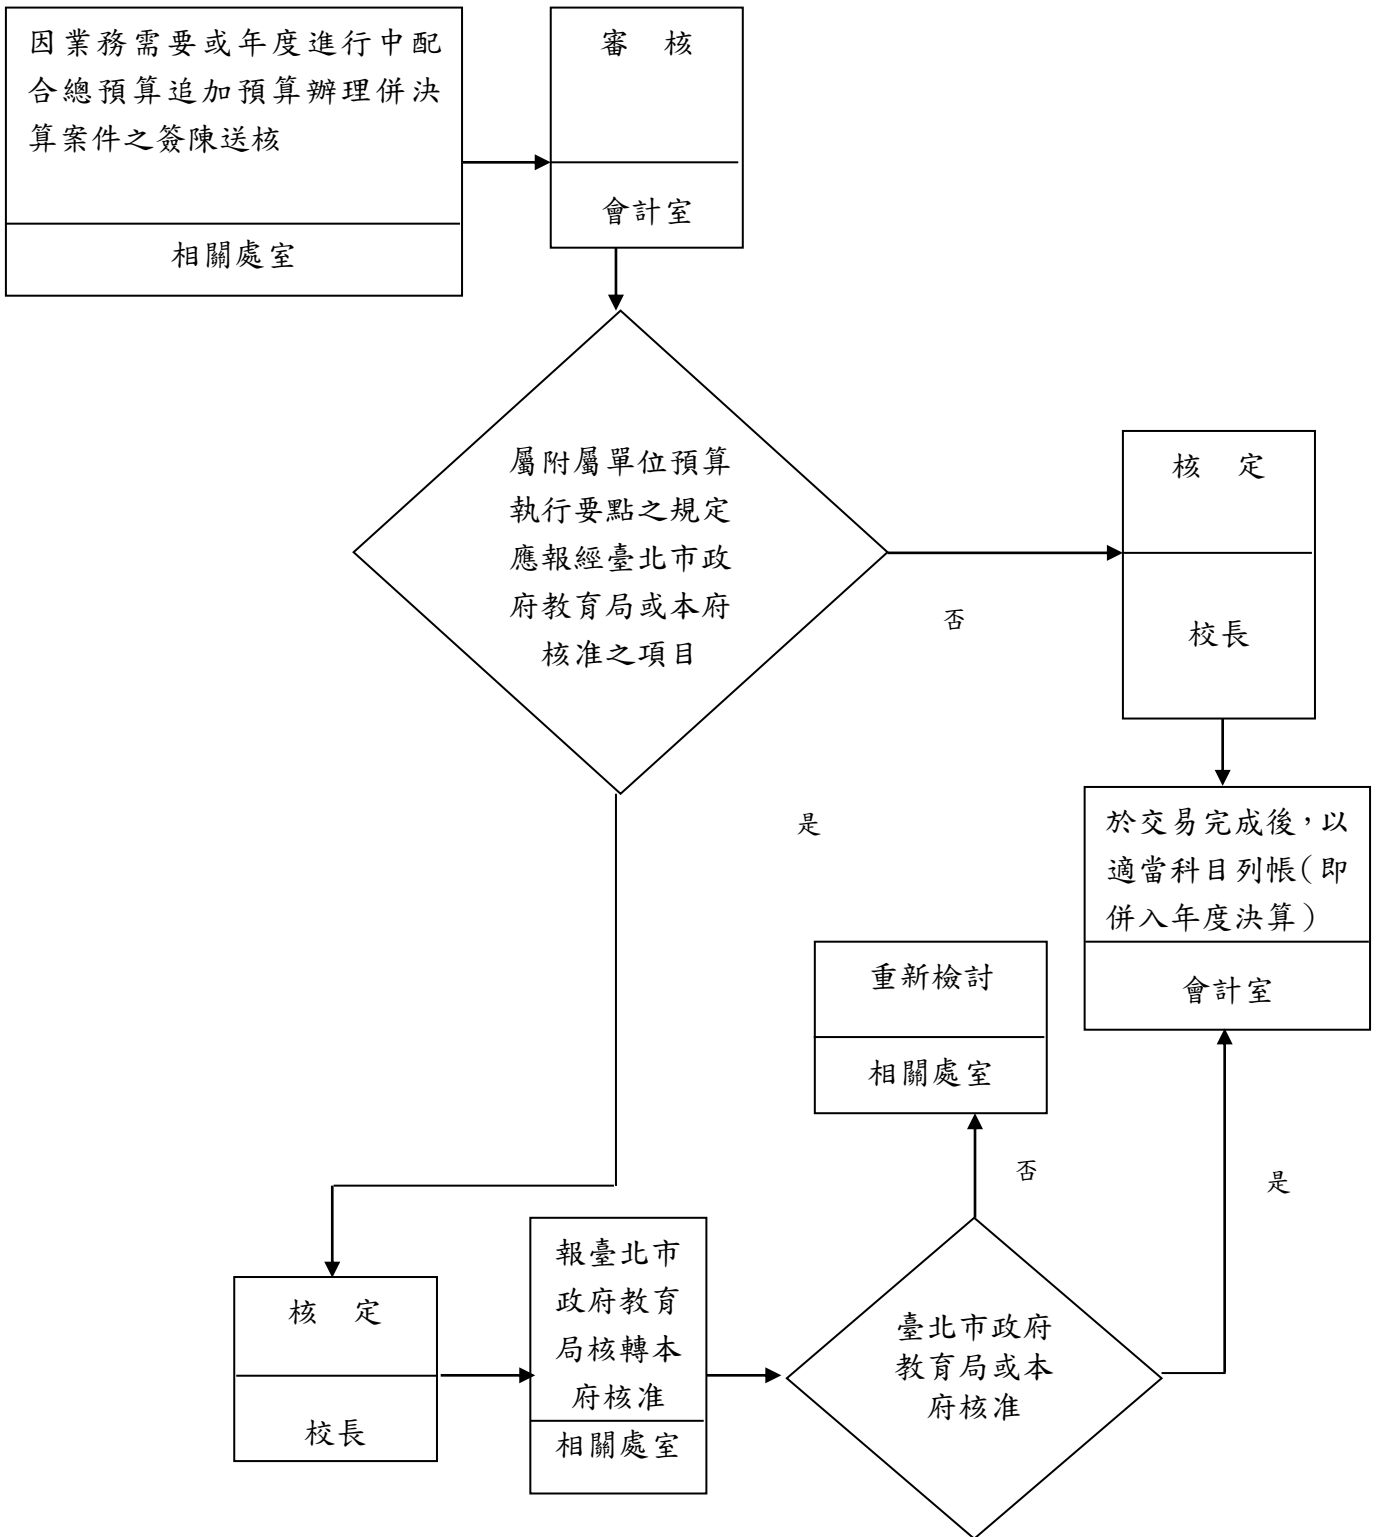 因業務需要或年度進行中配
合總預算追加預算辦理併決
算案件之簽陳送核
相關處室
審　核
會計室
屬附屬單位預算
執行要點之規定
應報經臺北市政
府教育局或本府
核准之項目
否
核　定
校長
是
於交易完成後，以
適當科目列帳（即
併入年度決算）
會計室
重新檢討
相關處室
否
是
核　定
校長
報臺北市
政府教育
局核轉本
府核准
相關處室
臺北市政府
教育局或本
府核准